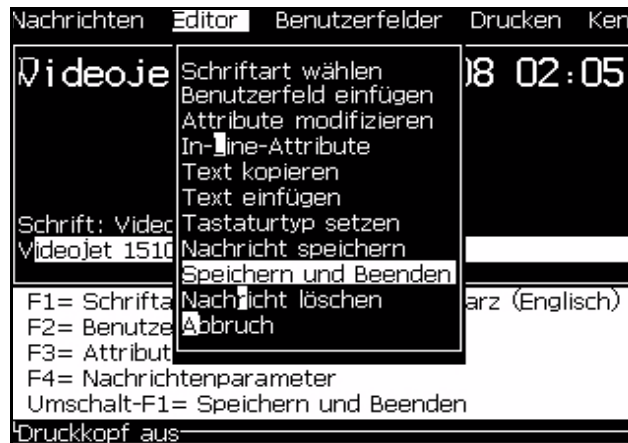 Nachrichten Editor Benutzerfelder Drucken Ken
Videoje 08 02:05
Schriftart wählen
Benutzerfeld einfügen
Attribute modifizieren
In-Line-Attribute
Text kopieren
Text einfügen
Schrift: Videc Tastaturtyp setzen
Nachricht speichern
Videojet 1510
Speichern und Beenden
F1= Schrifta Nachricht löschen arz (Englisch)
F2= Benutze Abbruch
F3= Attribut
F4= Nachrichtenparameter
Umschalt-F1= Speichern und Beenden
Druckkopf aus